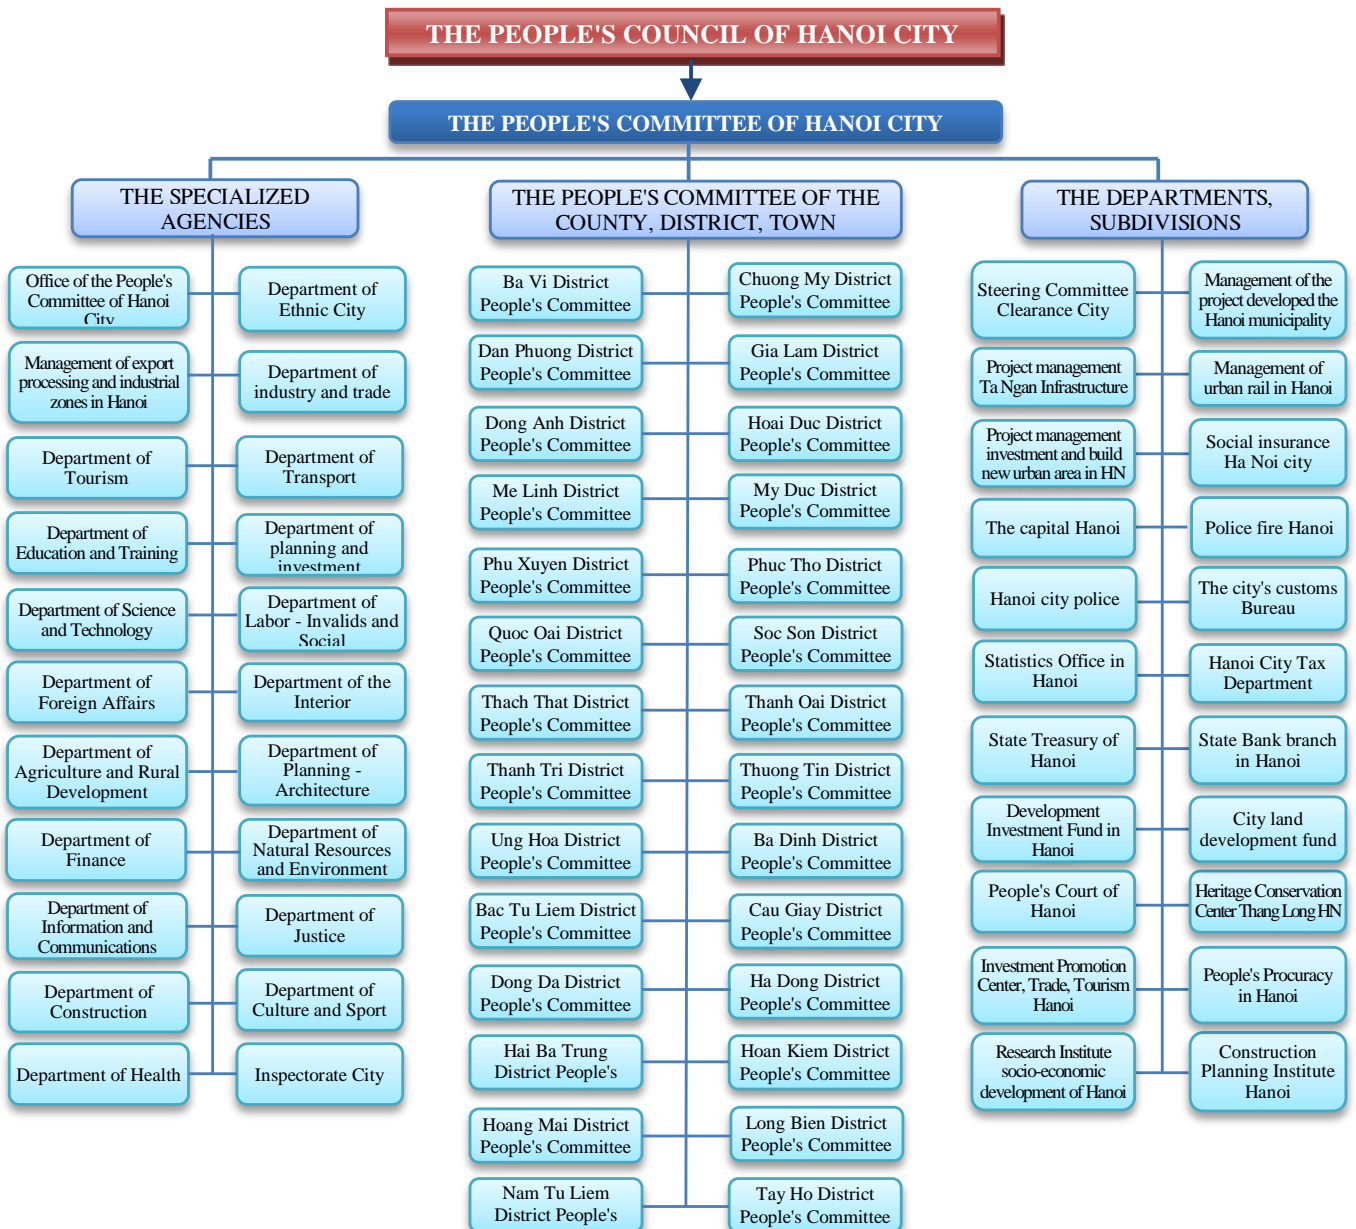 THE PEOPLE'S COUNCIL OF HANOI CITY
THE PEOPLE'S COMMITTEE OF HANOI CITY
THE SPECIALIZED
AGENCIES
Office of the People's
Committee of Hanoi
City
Department of
Ethnic City
Management of export
processing and industrial
zones in Hanoi
Department of
industry and trade
Department of
Tourism
Department of
Transport
Department of
Education and Training
Department of
planning and
investment
Department of Science
and Technology
Department of
Labor - Invalids and
Social
Department of
Foreign Affairs
Department of the
Interior
Department of
Agriculture and Rural
Development
Department of
Planning -
Architecture
Department of
Finance
Department of
Natural Resources
and Environment
Department of
Information and
Communications
Department of
Justice
Department of
Construction
Department of
Culture and Sport
Department of Health
Inspectorate City
THE PEOPLE'S COMMITTEE OF THE
COUNTY, DISTRICT, TOWN
Ba Vi District
People's Committee
Chuong My District
People's Committee
Dan Phuong District
People's Committee
Gia Lam District
People's Committee
Dong Anh District
People's Committee
Hoai Duc District
People's Committee
Me Linh District
People's Committee
My Duc District
People's Committee
Phu Xuyen District
People's Committee
Phuc Tho District
People's Committee
Quoc Oai District
People's Committee
Soc Son District
People's Committee
Thach That District
People's Committee
Thanh Oai District
People's Committee
Thanh Tri District
People's Committee
Thuong Tin District
People's Committee
Ung Hoa District
People's Committee
Ba Dinh District
People's Committee
Bac Tu Liem District
People's Committee
Cau Giay District
People's Committee
Dong Da District
People's Committee
Ha Dong District
People's Committee
Hai Ba Trung
District People's
Hoan Kiem District
People's Committee
Hoang Mai District
People's Committee
Long Bien District
People's Committee
Nam Tu Liem
District People's
Tay Ho District
People's Committee
THE DEPARTMENTS,
SUBDIVISIONS
Steering Committee
Clearance City
Management of the
project developed the
Hanoi municipality
Project management
Ta Ngan Infrastructure
Management of
urban rail in Hanoi
Project management
investment and build
new urban area in HN
Social insurance
Ha Noi city
The capital Hanoi
Police fire Hanoi
Hanoi city police
The city's customs
Bureau
Statistics Office in
Hanoi
Hanoi City Tax
Department
State Treasury of
Hanoi
State Bank branch
in Hanoi
Development
Investment Fund in
Hanoi
City land
development fund
People's Court of
Hanoi
Heritage Conservation
Center Thang Long HN
Investment Promotion
Center, Trade, Tourism
Hanoi
People's Procuracy
in Hanoi
Research Institute
socio-economic
development of Hanoi
Construction
Planning Institute
Hanoi